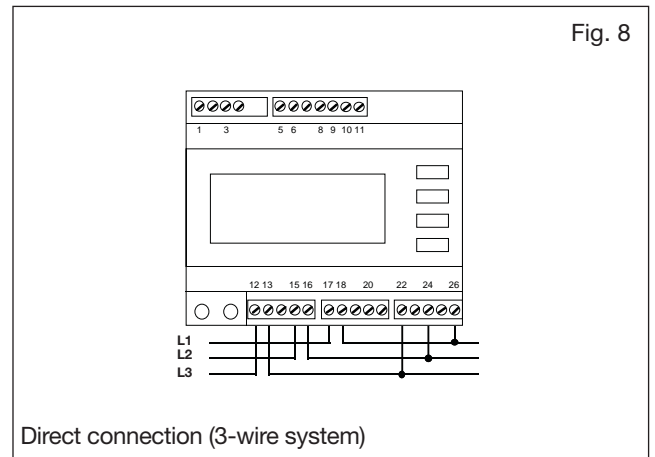 Fig. 8
1 3 5 6 8 9 10 11
12 13 15 16 17 18 20 22 24 26
L1
L2
L3
Direct connection (3-wire system)